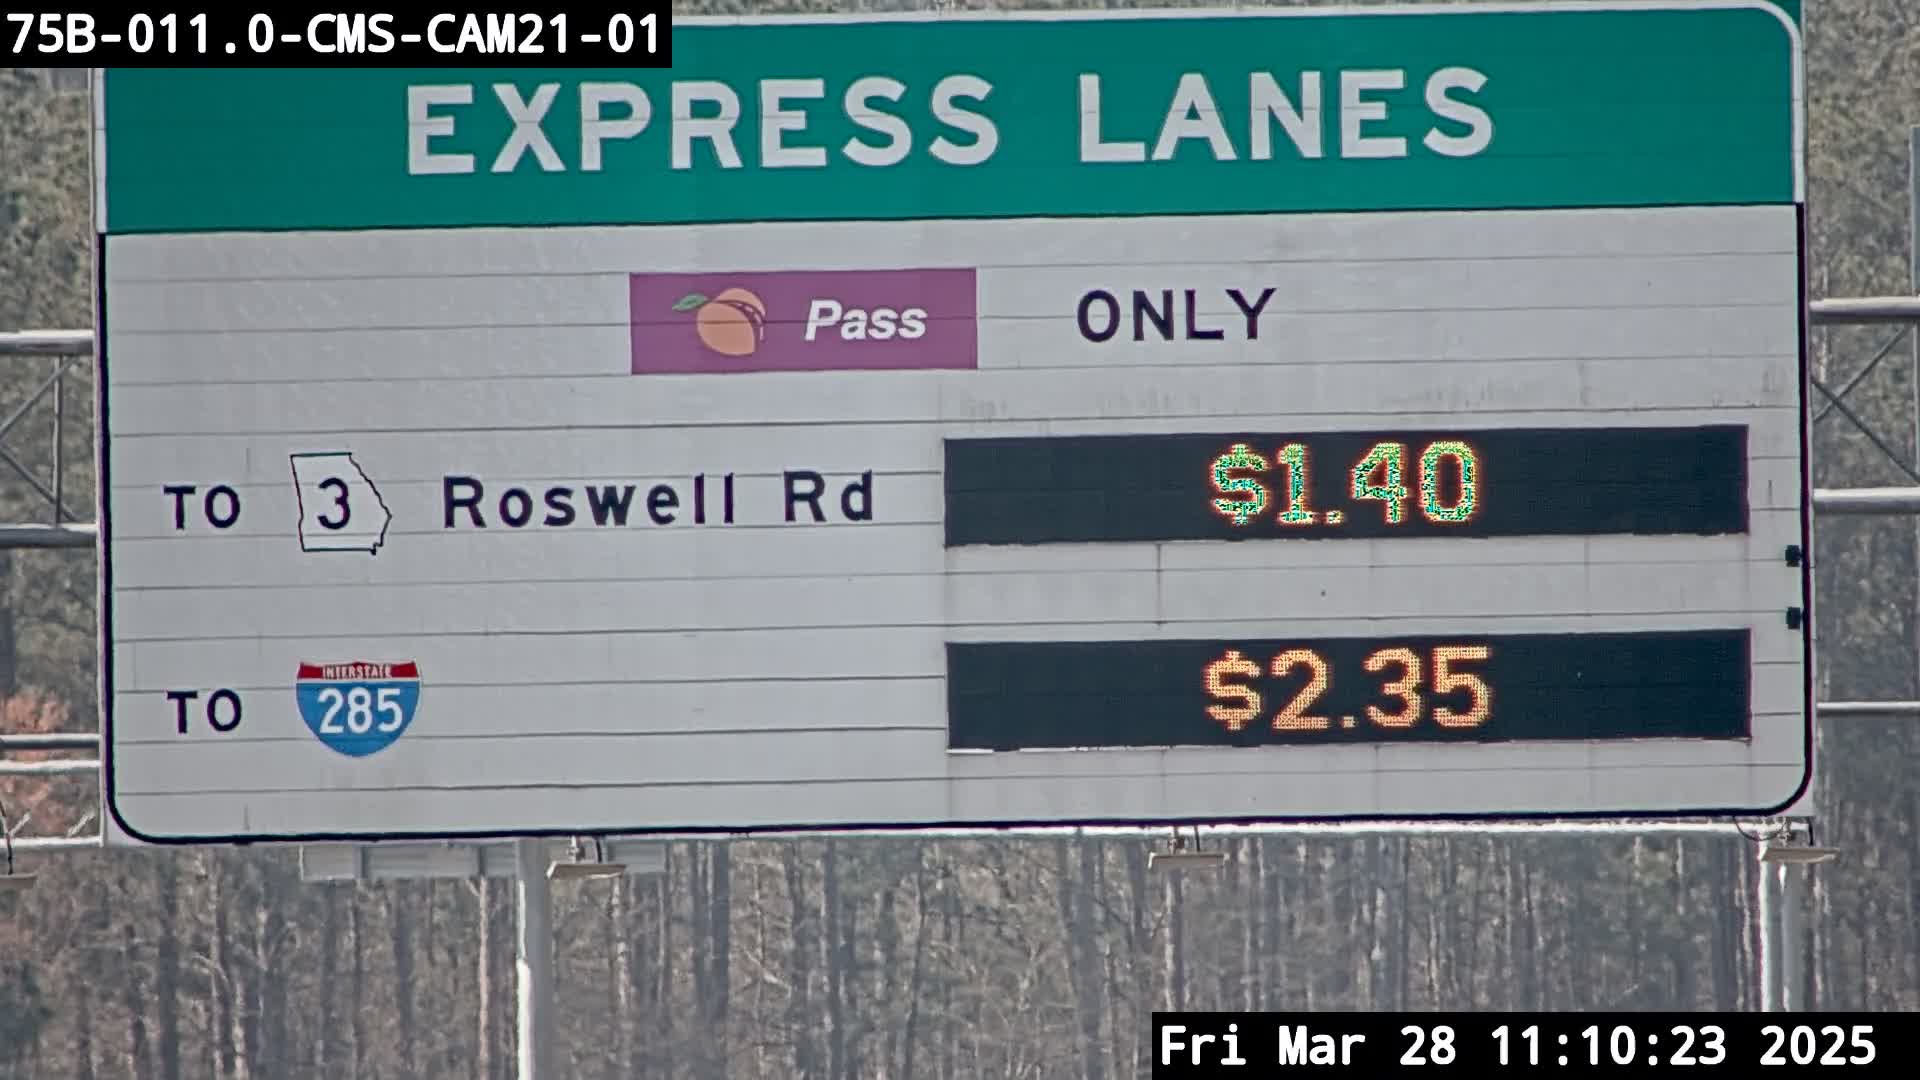 75B-011.0-CMS-CAM21-01
EXPRESS LANES
Pass ONLY
TO 3 Roswell Rd $1.40
INTERSTATE
TO 285 $2.35
Fri Mar 28 11:10:23 2025